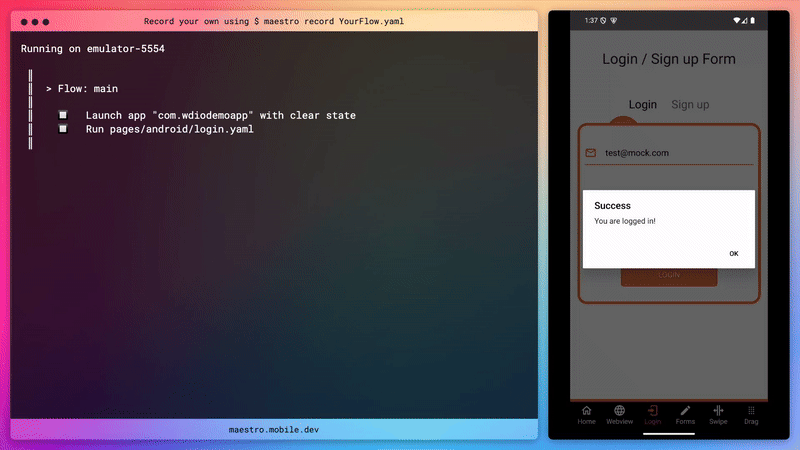 Record your own using $ maestro record YourFlow.yaml
Running on emulator-5554
║
║ > Flow: main
║
║ Launch app "com.wdiodemoapp" with clear state
║ Run pages/android/login.yaml
║
maestro.mobile.dev
1:37
Login / Sign up Form
Login Sign up
test@mock.com
Success
You are logged in!
OK
LOGIN
Home Webview Login Forms Swipe Drag